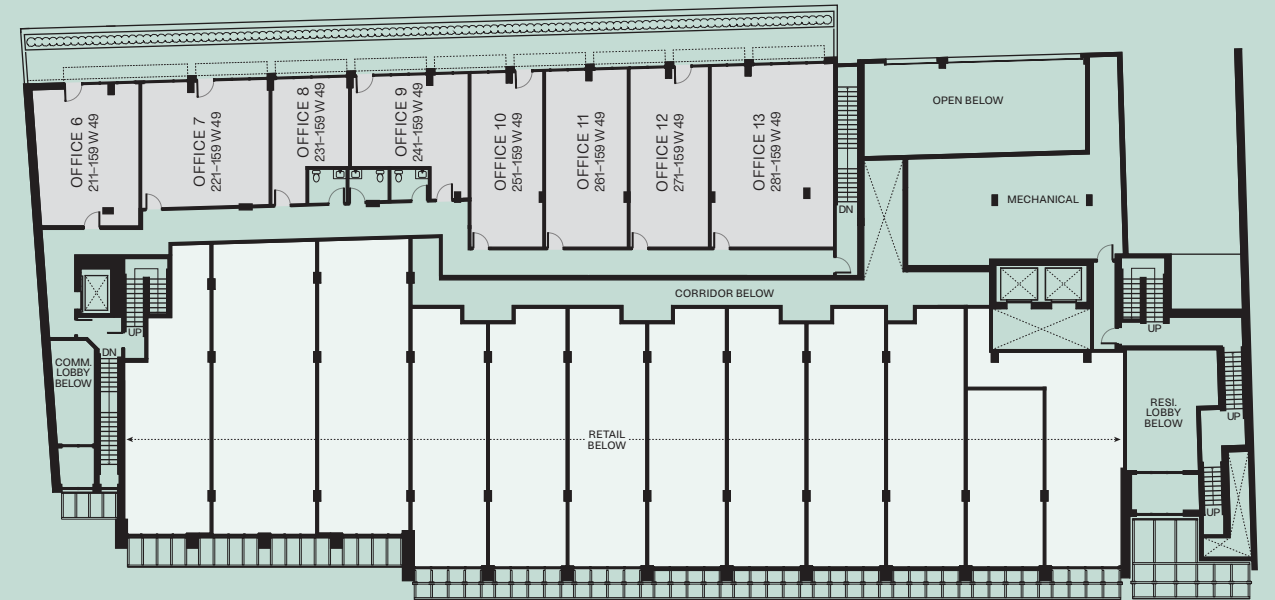 OFFICE 6
211–159 W 49
OFFICE 7
221–159 W 49
OFFICE 8
231–159 W 49
OFFICE 9
241–159 W 49
OFFICE 10
251–159 W 49
OFFICE 11
261–159 W 49
OFFICE 12
271–159 W 49
OFFICE 13
281–159 W 49
OPEN BELOW
MECHANICAL
DN
CORRIDOR BELOW
UP
UP
DN
COMM.
LOBBY
BELOW
RETAIL
BELOW
RESI.
LOBBY
BELOW
UP
UP